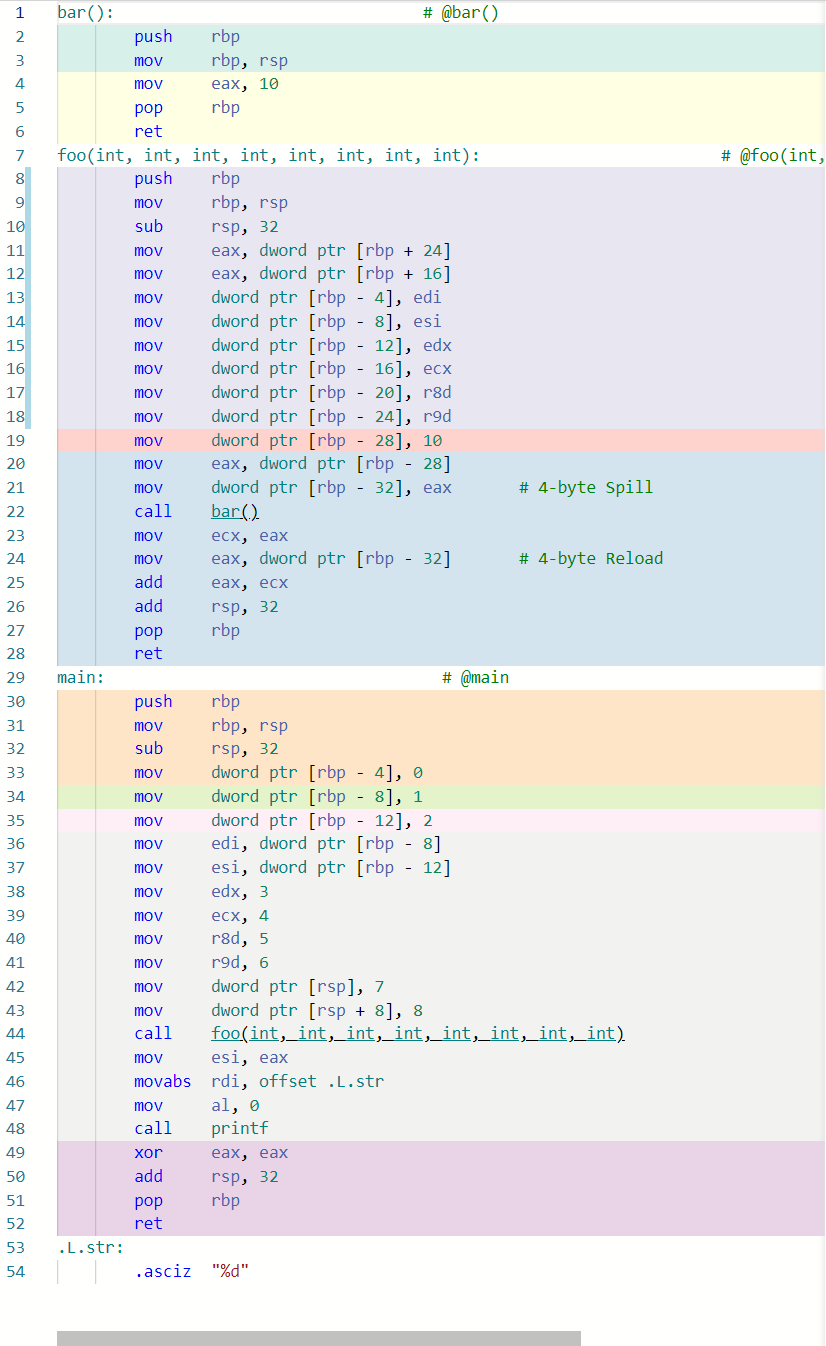 1 bar(): # @bar()
2 push rbp
3 mov rbp, rsp
4 mov eax, 10
5 pop rbp
6 ret
7 foo(int, int, int, int, int, int, int, int): # @foo(int,
8 push rbp
9 mov rbp, rsp
10 sub rsp, 32
11 mov eax, dword ptr [rbp + 24]
12 mov eax, dword ptr [rbp + 16]
13 mov dword ptr [rbp - 4], edi
14 mov dword ptr [rbp - 8], esi
15 mov dword ptr [rbp - 12], edx
16 mov dword ptr [rbp - 16], ecx
17 mov dword ptr [rbp - 20], r8d
18 mov dword ptr [rbp - 24], r9d
19 mov dword ptr [rbp - 28], 10
20 mov eax, dword ptr [rbp - 28]
21 mov dword ptr [rbp - 32], eax # 4-byte Spill
22 call bar()
23 mov ecx, eax
24 mov eax, dword ptr [rbp - 32] # 4-byte Reload
25 add eax, ecx
26 add rsp, 32
27 pop rbp
28 ret
29 main: # @main
30 push rbp
31 mov rbp, rsp
32 sub rsp, 32
33 mov dword ptr [rbp - 4], 0
34 mov dword ptr [rbp - 8], 1
35 mov dword ptr [rbp - 12], 2
36 mov edi, dword ptr [rbp - 8]
37 mov esi, dword ptr [rbp - 12]
38 mov edx, 3
39 mov ecx, 4
40 mov r8d, 5
41 mov r9d, 6
42 mov dword ptr [rsp], 7
43 mov dword ptr [rsp + 8], 8
44 call foo(int, int, int, int, int, int, int, int)
45 mov esi, eax
46 movabs rdi, offset .L.str
47 mov al, 0
48 call printf
49 xor eax, eax
50 add rsp, 32
51 pop rbp
52 ret
53 .L.str:
54 .asciz "%d"